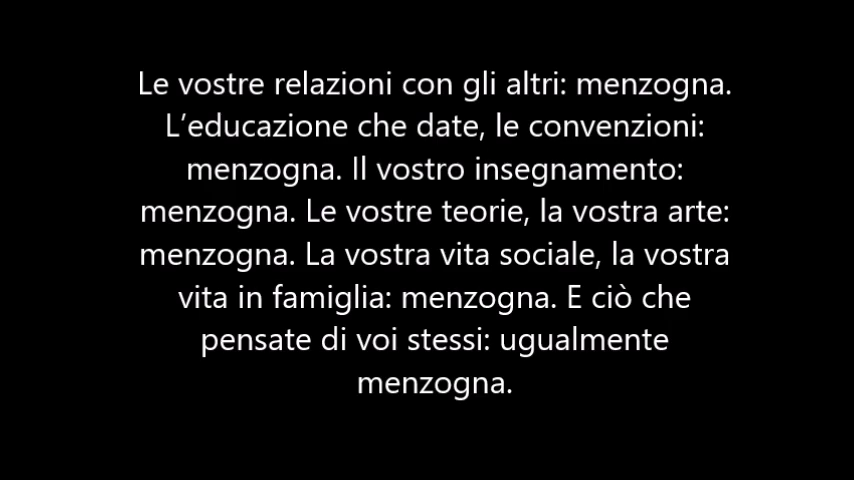 Le vostre relazioni con gli altri: menzogna.
L’educazione che date, le convenzioni:
menzogna. Il vostro insegnamento:
menzogna. Le vostre teorie, la vostra arte:
menzogna. La vostra vita sociale, la vostra
vita in famiglia: menzogna. E ciò che
pensate di voi stessi: ugualmente
menzogna.